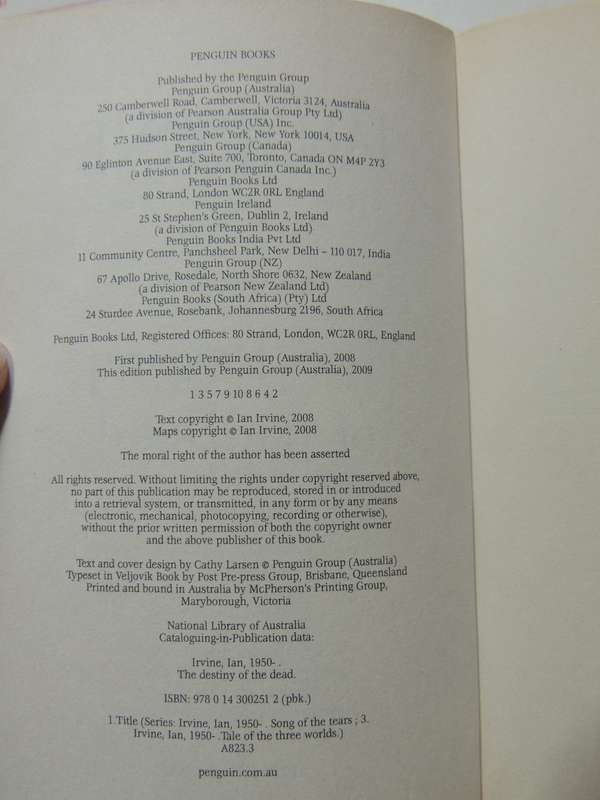 PENGUIN BOOKS
Published by the Penguin Group
Penguin Group (Australia)
250 Camberwell Road, Camberwell, Victoria 3124, Australia
(a division of Pearson Australia Group Pty Ltd)
Penguin Group (USA) Inc.
375 Hudson Street, New York, New York 10014, USA
Penguin Group (Canada)
90 Eglinton Avenue East, Suite 700, Toronto, Canada ON M4P 2Y3
(a division of Pearson Penguin Canada Inc.)
Penguin Books Ltd
80 Strand, London WC2R 0RL England
Penguin Ireland
25 St Stephen's Green, Dublin 2, Ireland
(a division of Penguin Books Ltd)
Penguin Books India Pvt Ltd
11 Community Centre, Panchsheel Park, New Delhi – 110 017, India
Penguin Group (NZ)
67 Apollo Drive, Rosedale, North Shore 0632, New Zealand
(a division of Pearson New Zealand Ltd)
Penguin Books (South Africa) (Pty) Ltd
24 Sturdee Avenue, Rosebank, Johannesburg 2196, South Africa
Penguin Books Ltd, Registered Offices: 80 Strand, London, WC2R 0RL, England
First published by Penguin Group (Australia), 2008
This edition published by Penguin Group (Australia), 2009
1 3 5 7 9 10 8 6 4 2
Text copyright © Ian Irvine, 2008
Maps copyright © Ian Irvine, 2008
The moral right of the author has been asserted
All rights reserved. Without limiting the rights under copyright reserved above,
no part of this publication may be reproduced, stored in or introduced
into a retrieval system, or transmitted, in any form or by any means
(electronic, mechanical, photocopying, recording or otherwise),
without the prior written permission of both the copyright owner
and the above publisher of this book.
Text and cover design by Cathy Larsen © Penguin Group (Australia)
Typeset in Veljovik Book by Post Pre-press Group, Brisbane, Queensland
Printed and bound in Australia by McPherson's Printing Group,
Maryborough, Victoria
National Library of Australia
Cataloguing-in-Publication data:
Irvine, Ian, 1950- .
The destiny of the dead.
ISBN: 978 0 14 300251 2 (pbk.)
1.Title (Series: Irvine, Ian, 1950- . Song of the tears ; 3.
Irvine, Ian, 1950- .Tale of the three worlds.)
A823.3
penguin.com.au